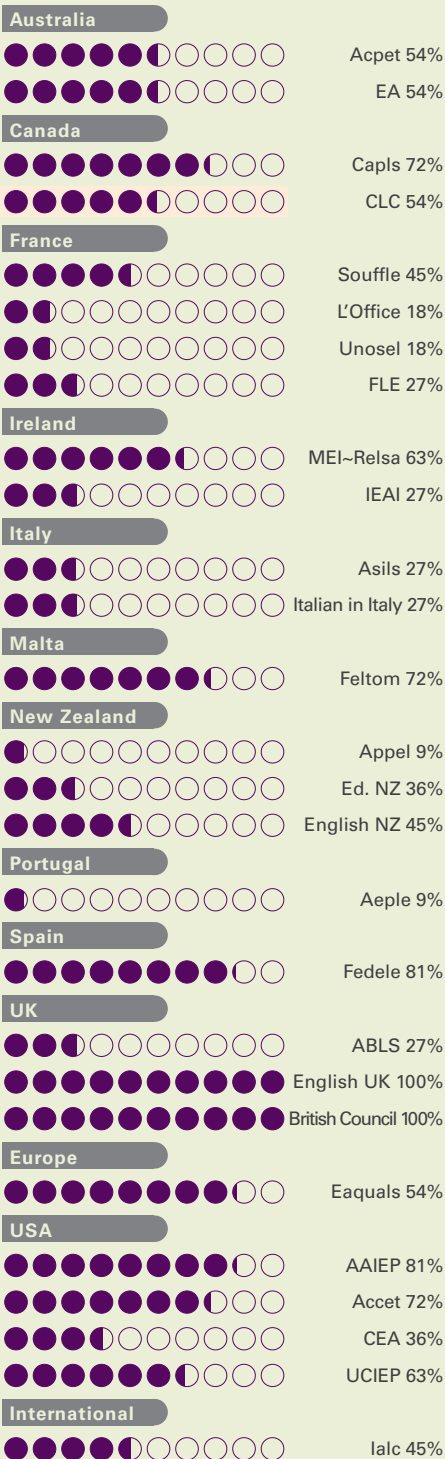 Australia
Acpet 54%
EA 54%
Canada
Capls 72%
CLC 54%
France
Souffle 45%
L'Office 18%
Unosel 18%
FLE 27%
Ireland
MEI~Relsa 63%
IEAI 27%
Italy
Asils 27%
Italian in Italy 27%
Malta
Feltom 72%
New Zealand
Appel 9%
Ed. NZ 36%
English NZ 45%
Portugal
Aeple 9%
Spain
Fedele 81%
UK
ABLS 27%
English UK 100%
British Council 100%
Europe
Eaquals 54%
USA
AAIEP 81%
Accet 72%
CEA 36%
UCIEP 63%
International
Ialc 45%